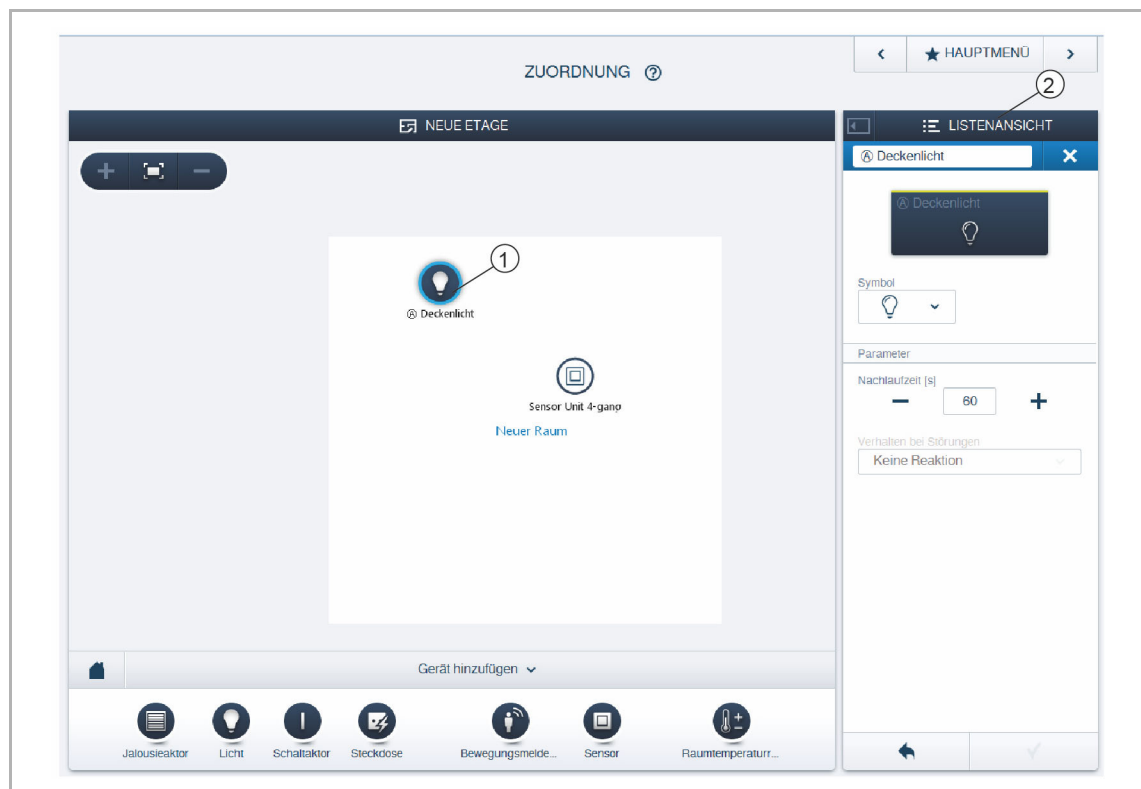 ZUORDNUNG ?
< ★ HAUPTMENÜ >
2
NEUE ETAGE
LISTENANSICHT
Ⓐ Deckenlicht
Ⓐ Deckenlicht
1
Ⓐ Deckenlicht
Symbol
Sensor Unit 4-gang
Neuer Raum
Parameter
Nachlaufzeit [s]
− 60 +
Verhalten bei Störungen
Keine Reaktion
Gerät hinzufügen
Jalousieaktor Licht Schaltaktor Steckdose Bewegungsmelde... Sensor Raumtemperaturr...